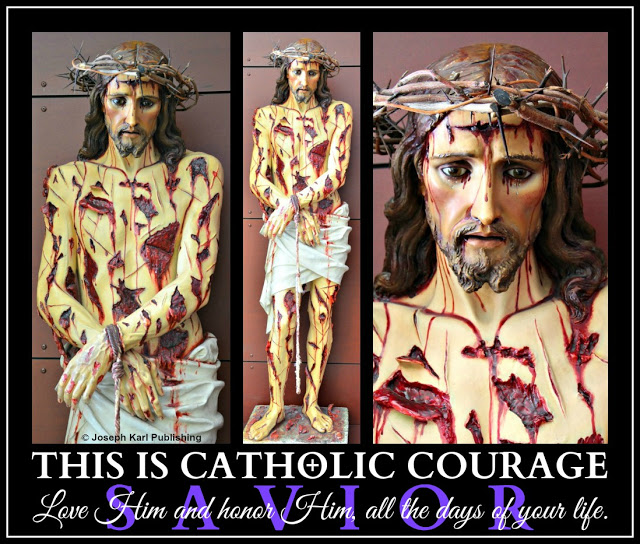 © Joseph Karl Publishing
THIS IS CATHOLIC COURAGE
SAVIOR
Love Him and honor Him, all the days of your life.